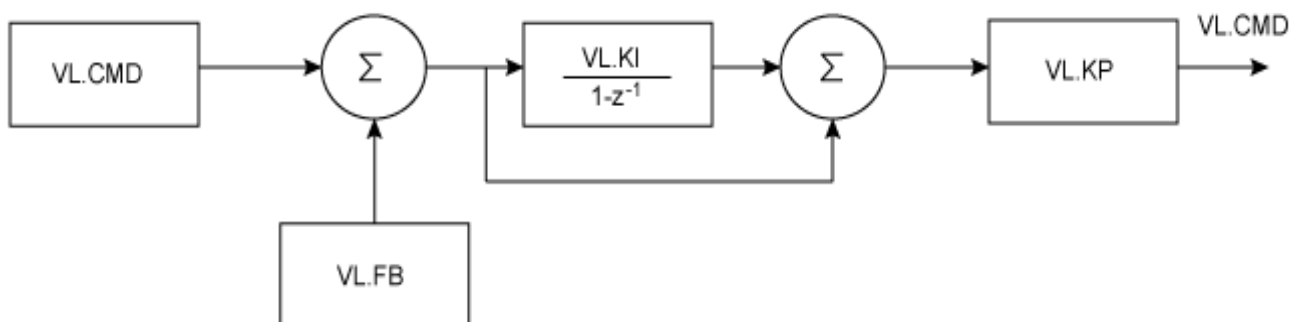 VL.CMD
VL.CMD
Σ
VL.KI
1-z⁻¹
Σ
VL.KP
VL.FB